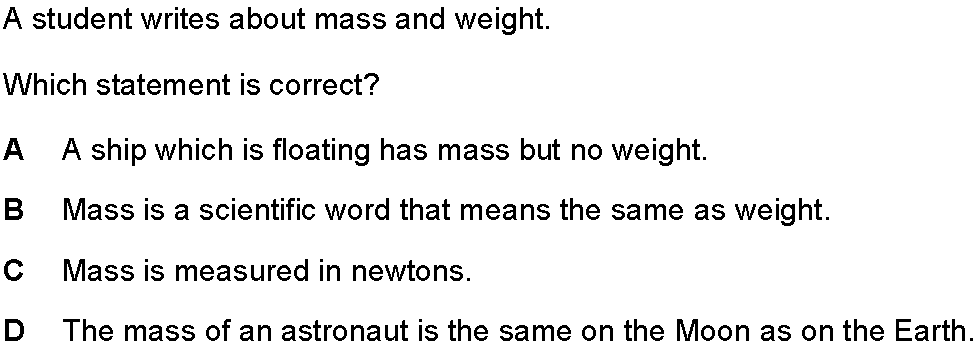 A student writes about mass and weight.
Which statement is correct?
A A ship which is floating has mass but no weight.
B Mass is a scientific word that means the same as weight.
C Mass is measured in newtons.
D The mass of an astronaut is the same on the Moon as on the Earth.